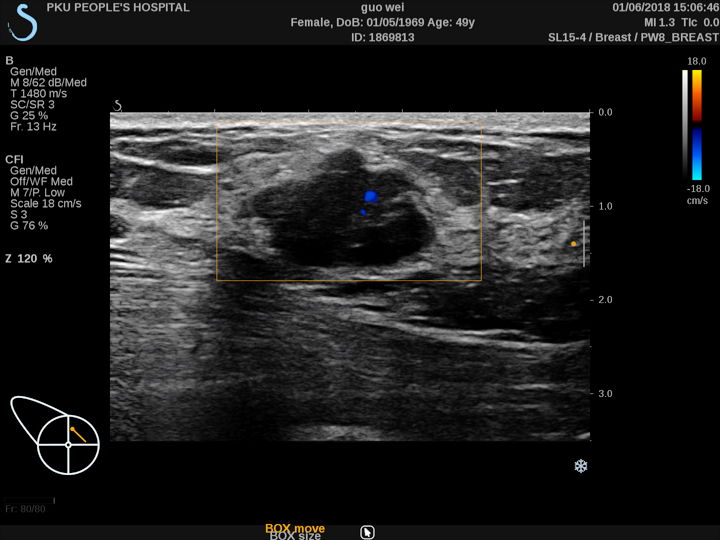 PKU PEOPLE'S HOSPITAL
guo wei
01/06/2018 15:06:46
Female, DoB: 01/05/1969 Age: 49y
MI 1.3 TIc 0.0
ID: 1869813
SL15-4 / Breast / PW8_BREAST
B
Gen/Med
M 8/62 dB/Med
T 1480 m/s
SC/SR 3
G 25 %
Fr. 13 Hz
CFI
Gen/Med
Off/WF Med
M 7/P. Low
Scale 18 cm/s
S 3
G 76 %
Z 120 %
18.0
-18.0
cm/s
0.0
1.0
2.0
3.0
Fr: 80/80
BOX move
BOX size